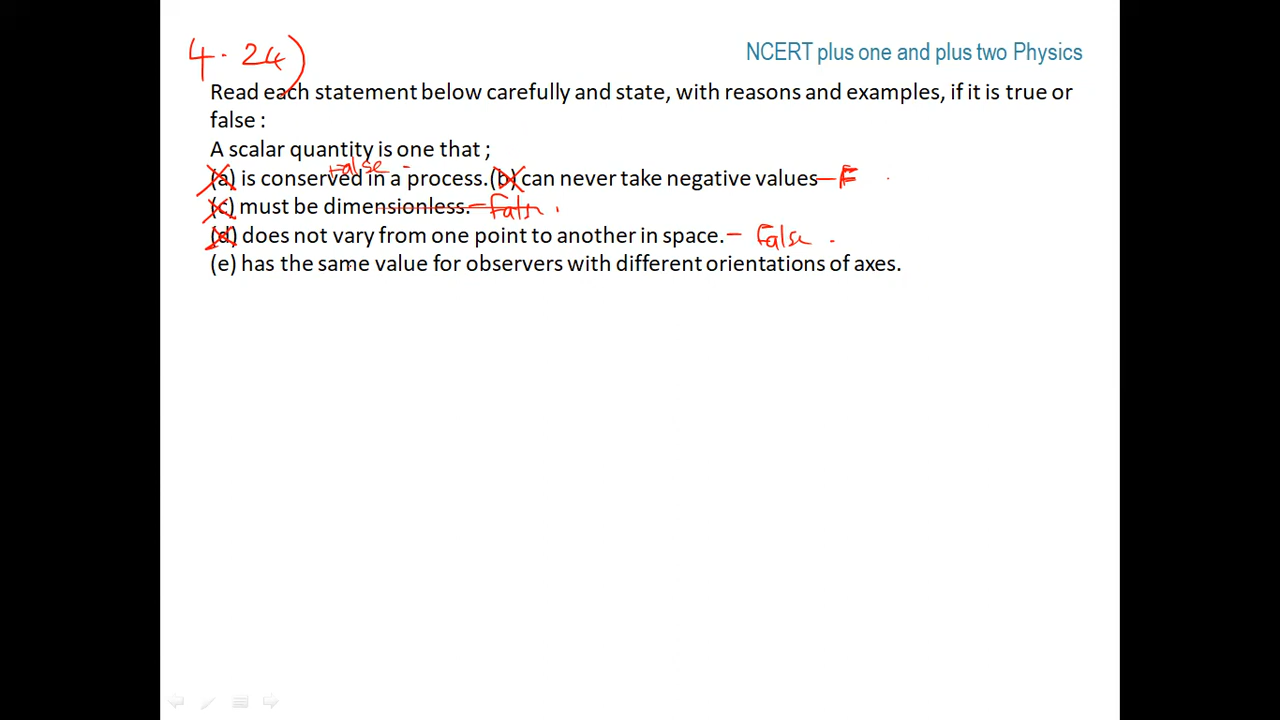 4.24)
NCERT plus one and plus two Physics
Read each statement below carefully and state, with reasons and examples, if it is true or
false :
A scalar quantity is one that ;
False
(a) is conserved in a process.(b) can never take negative values – F
(c) must be dimensionless. – False.
(d) does not vary from one point to another in space. – False.
(e) has the same value for observers with different orientations of axes.